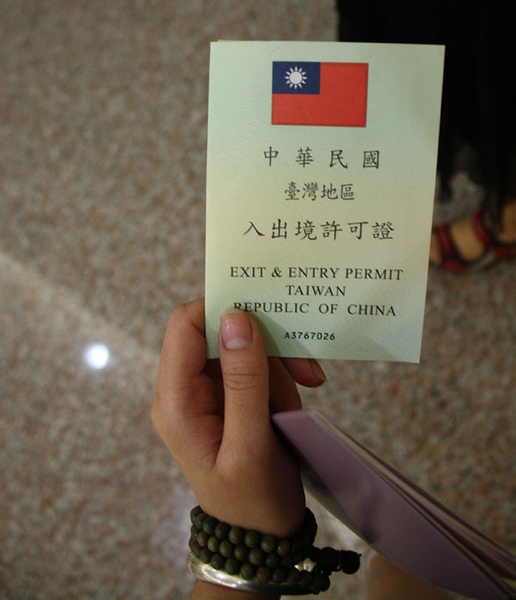 中華民國
臺灣地區
入出境許可證
EXIT & ENTRY PERMIT
TAIWAN
REPUBLIC OF CHINA
A3767026